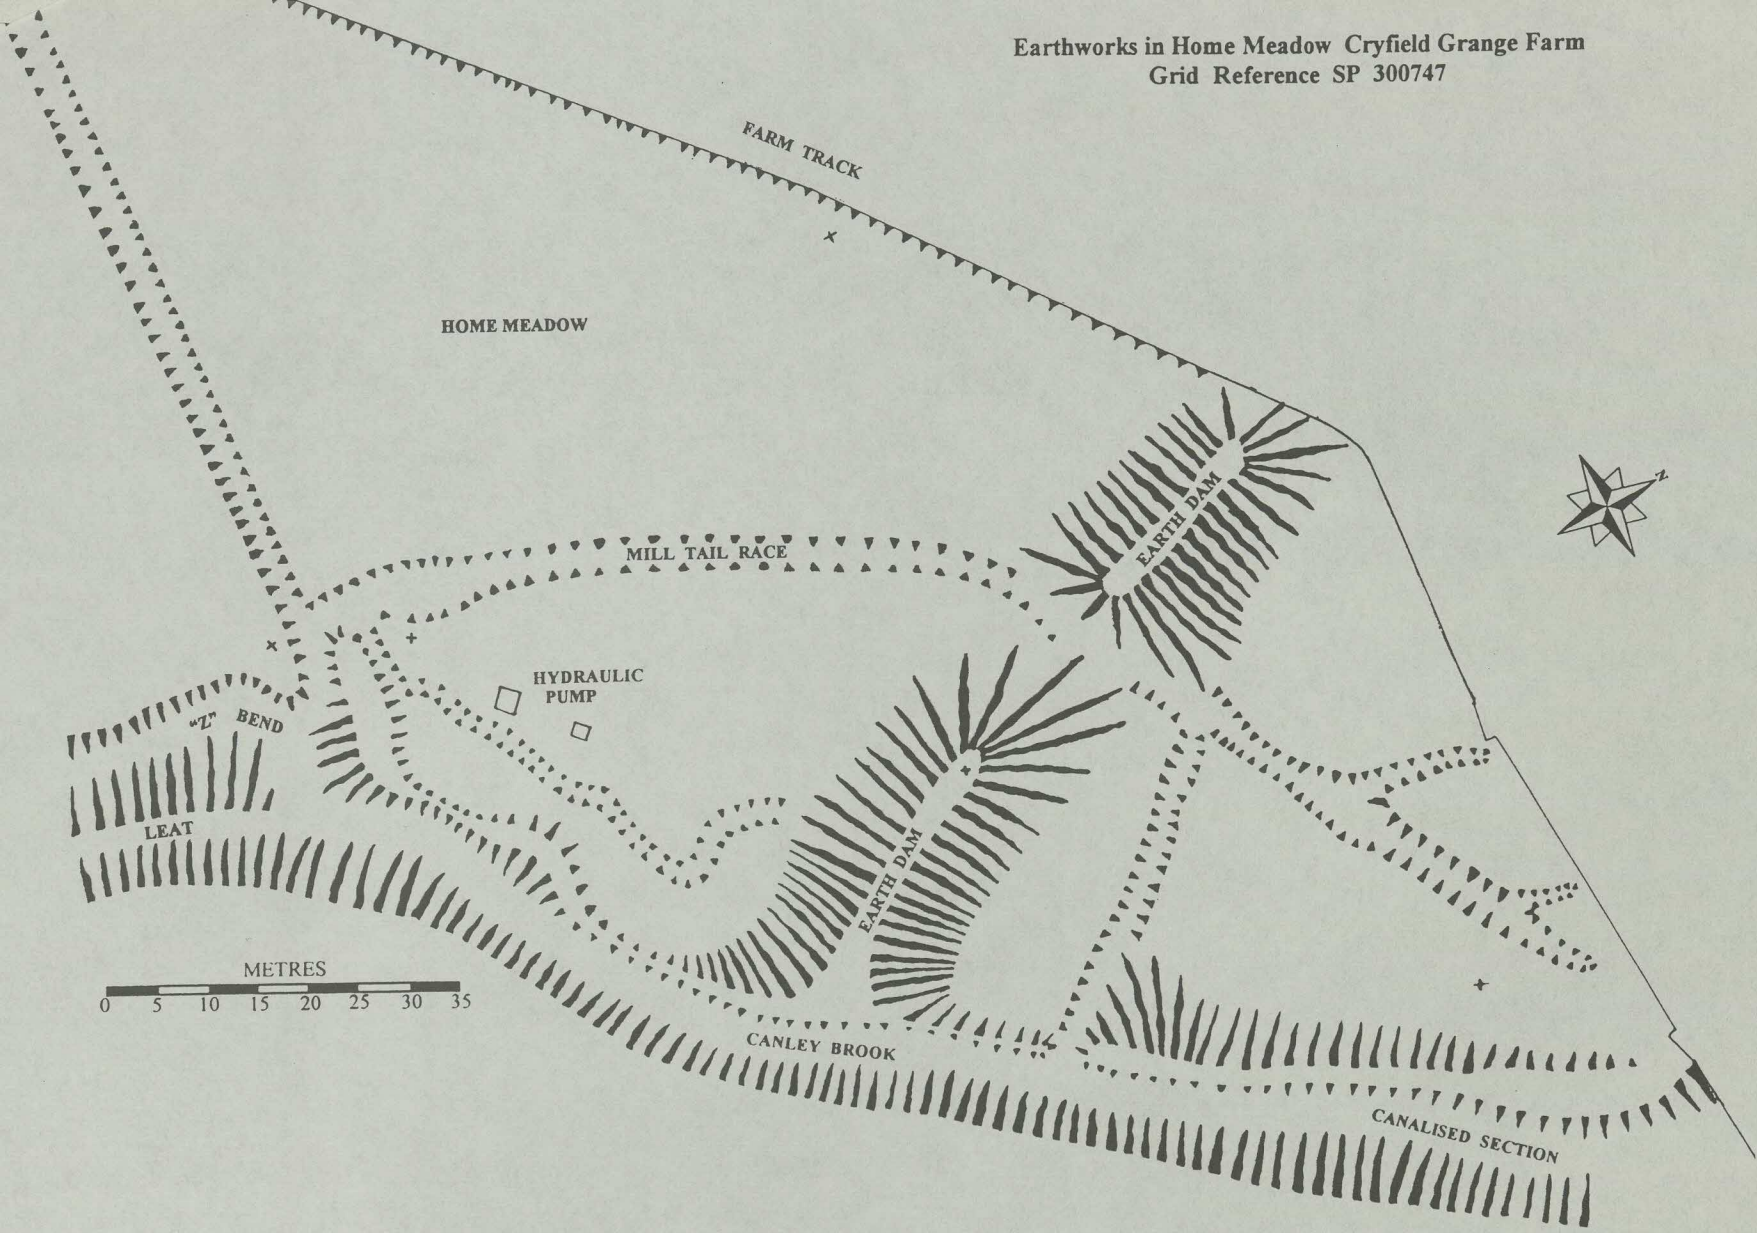 Earthworks in Home Meadow Cryfield Grange Farm
Grid Reference SP 300747
FARM TRACK
HOME MEADOW
EARTH DAM
N
MILL TAIL RACE
HYDRAULIC
PUMP
"Z" BEND
LEAT
EARTH DAM
METRES
0 5 10 15 20 25 30 35
CANLEY BROOK
CANALISED SECTION